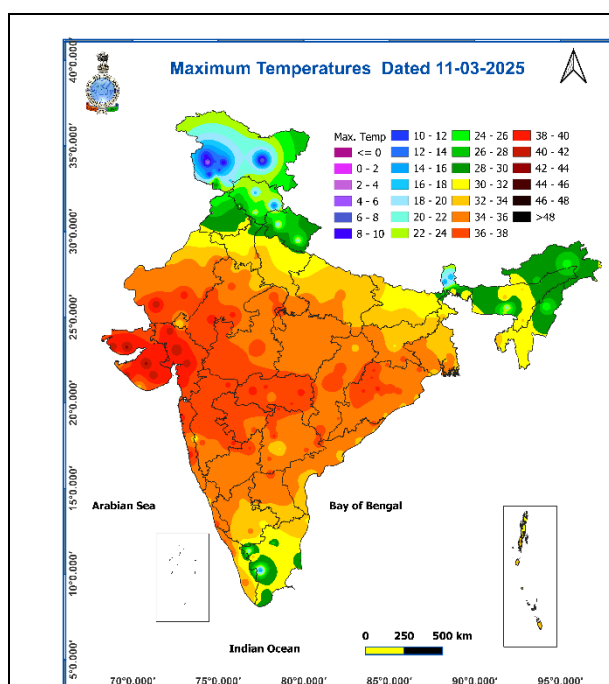 Maximum Temperatures Dated 11-03-2025
Max. Temp
<= 0
0 - 2
2 - 4
4 - 6
6 - 8
8 - 10
10 - 12
12 - 14
14 - 16
16 - 18
18 - 20
20 - 22
22 - 24
24 - 26
26 - 28
28 - 30
30 - 32
32 - 34
34 - 36
36 - 38
38 - 40
40 - 42
42 - 44
44 - 46
46 - 48
>48
40°0.000'
35°0.000'
30°0.000'
25°0.000'
20°0.000'
15°0.000'
10°0.000'
5°0.000'
Arabian Sea
Bay of Bengal
Indian Ocean
0 250 500 km
70°0.000' 75°0.000' 80°0.000' 85°0.000' 90°0.000' 95°0.000'